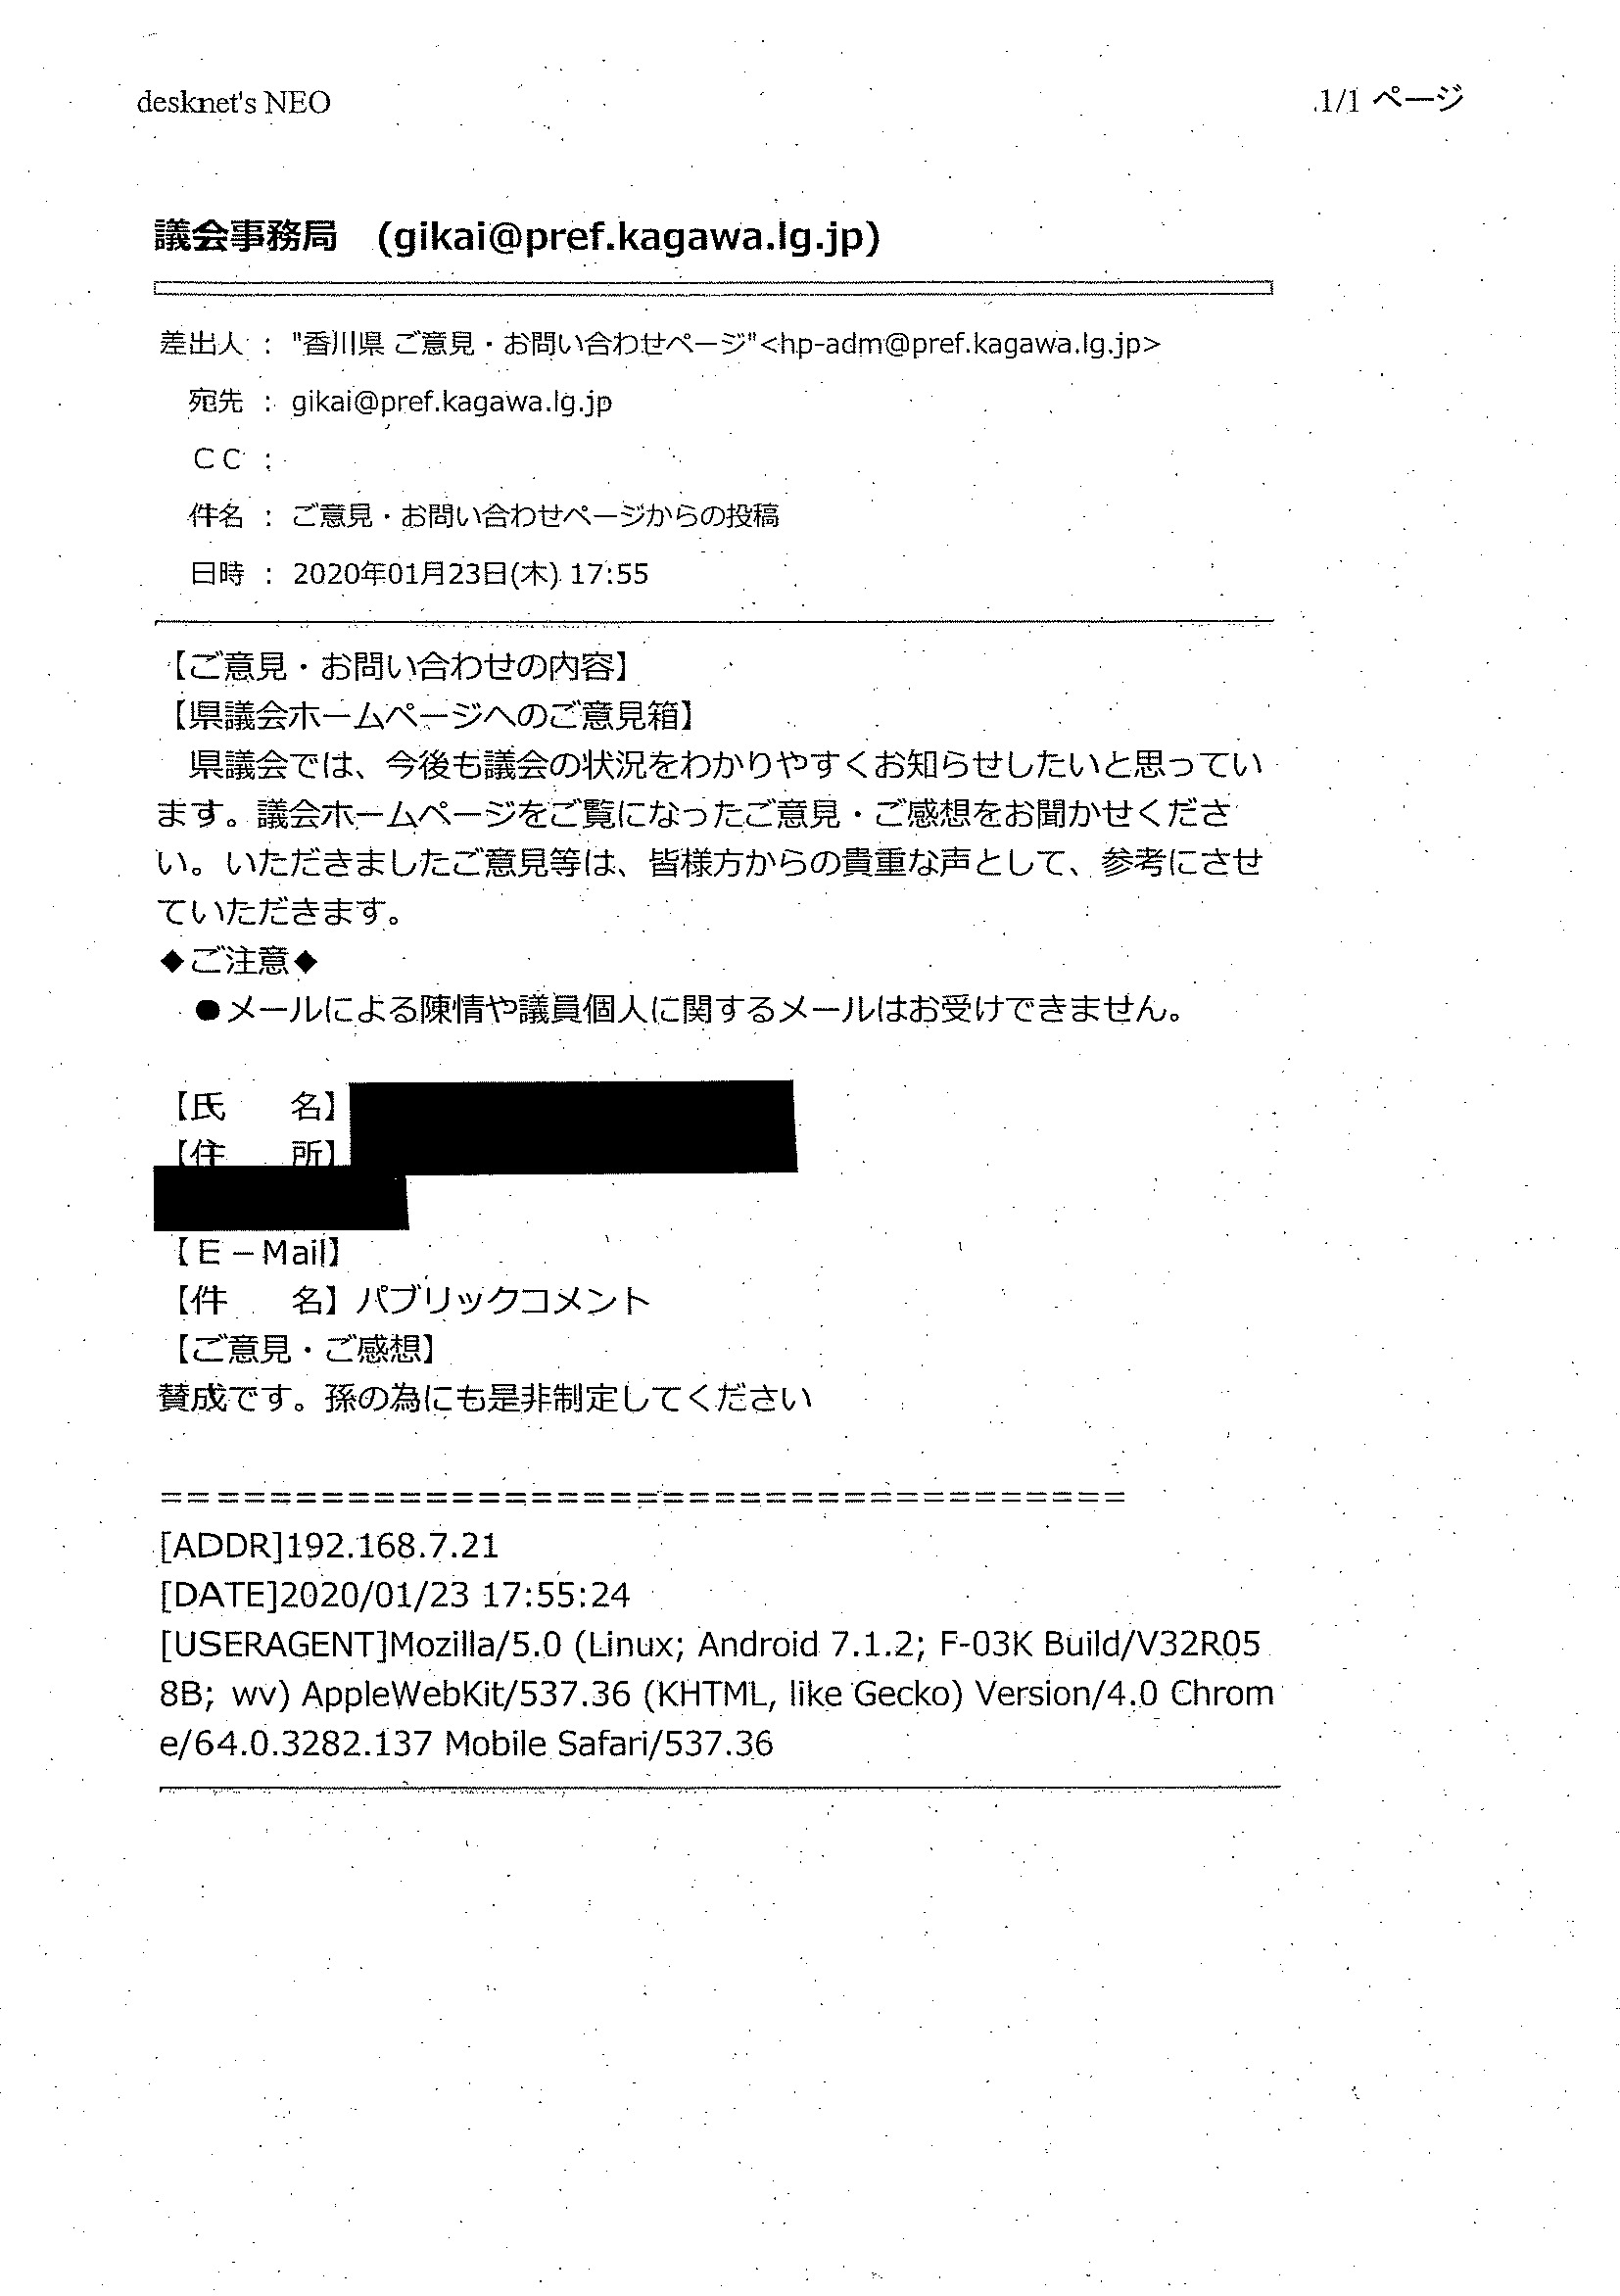 desknet's NEO
1/1 ページ
議会事務局　(gikai@pref.kagawa.lg.jp)
差出人 ： "香川県 ご意見・お問い合わせページ"<hp-adm@pref.kagawa.lg.jp>
宛先 ： gikai@pref.kagawa.lg.jp
ＣＣ ：
件名 ： ご意見・お問い合わせページからの投稿
日時 ： 2020年01月23日(木) 17:55
【ご意見・お問い合わせの内容】
【県議会ホームページへのご意見箱】
　県議会では、今後も議会の状況をわかりやすくお知らせしたいと思ってい
ます。議会ホームページをご覧になったご意見・ご感想をお聞かせくださ
い。いただきましたご意見等は、皆様方からの貴重な声として、参考にさせ
ていただきます。
◆ご注意◆
　●メールによる陳情や議員個人に関するメールはお受けできません。
【氏　　名】
【住　　所】
【Ｅ－Mail】
【件　　名】パブリックコメント
【ご意見・ご感想】
賛成です。孫の為にも是非制定してください
=====================================
[ADDR]192.168.7.21
[DATE]2020/01/23 17:55:24
[USERAGENT]Mozilla/5.0 (Linux; Android 7.1.2; F-03K Build/V32R05
8B; wv) AppleWebKit/537.36 (KHTML, like Gecko) Version/4.0 Chrom
e/64.0.3282.137 Mobile Safari/537.36